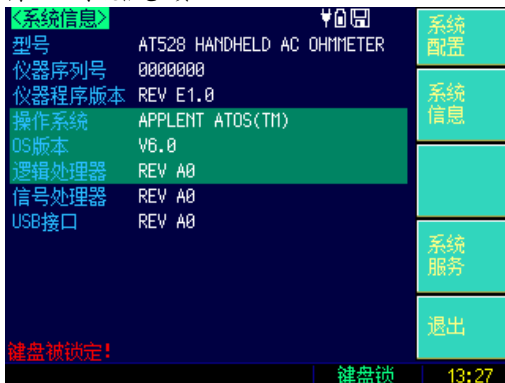 <系统信息>
型号 AT528 HANDHELD AC OHMMETER
仪器序列号 0000000
仪器程序版本 REV E1.0
操作系统 APPLENT ATOS(TM)
OS版本 V6.0
逻辑处理器 REV A0
信号处理器 REV A0
USB接口 REV A0
键盘被锁定!
键盘锁 13:27
系统
配置
系统
信息
系统
服务
退出